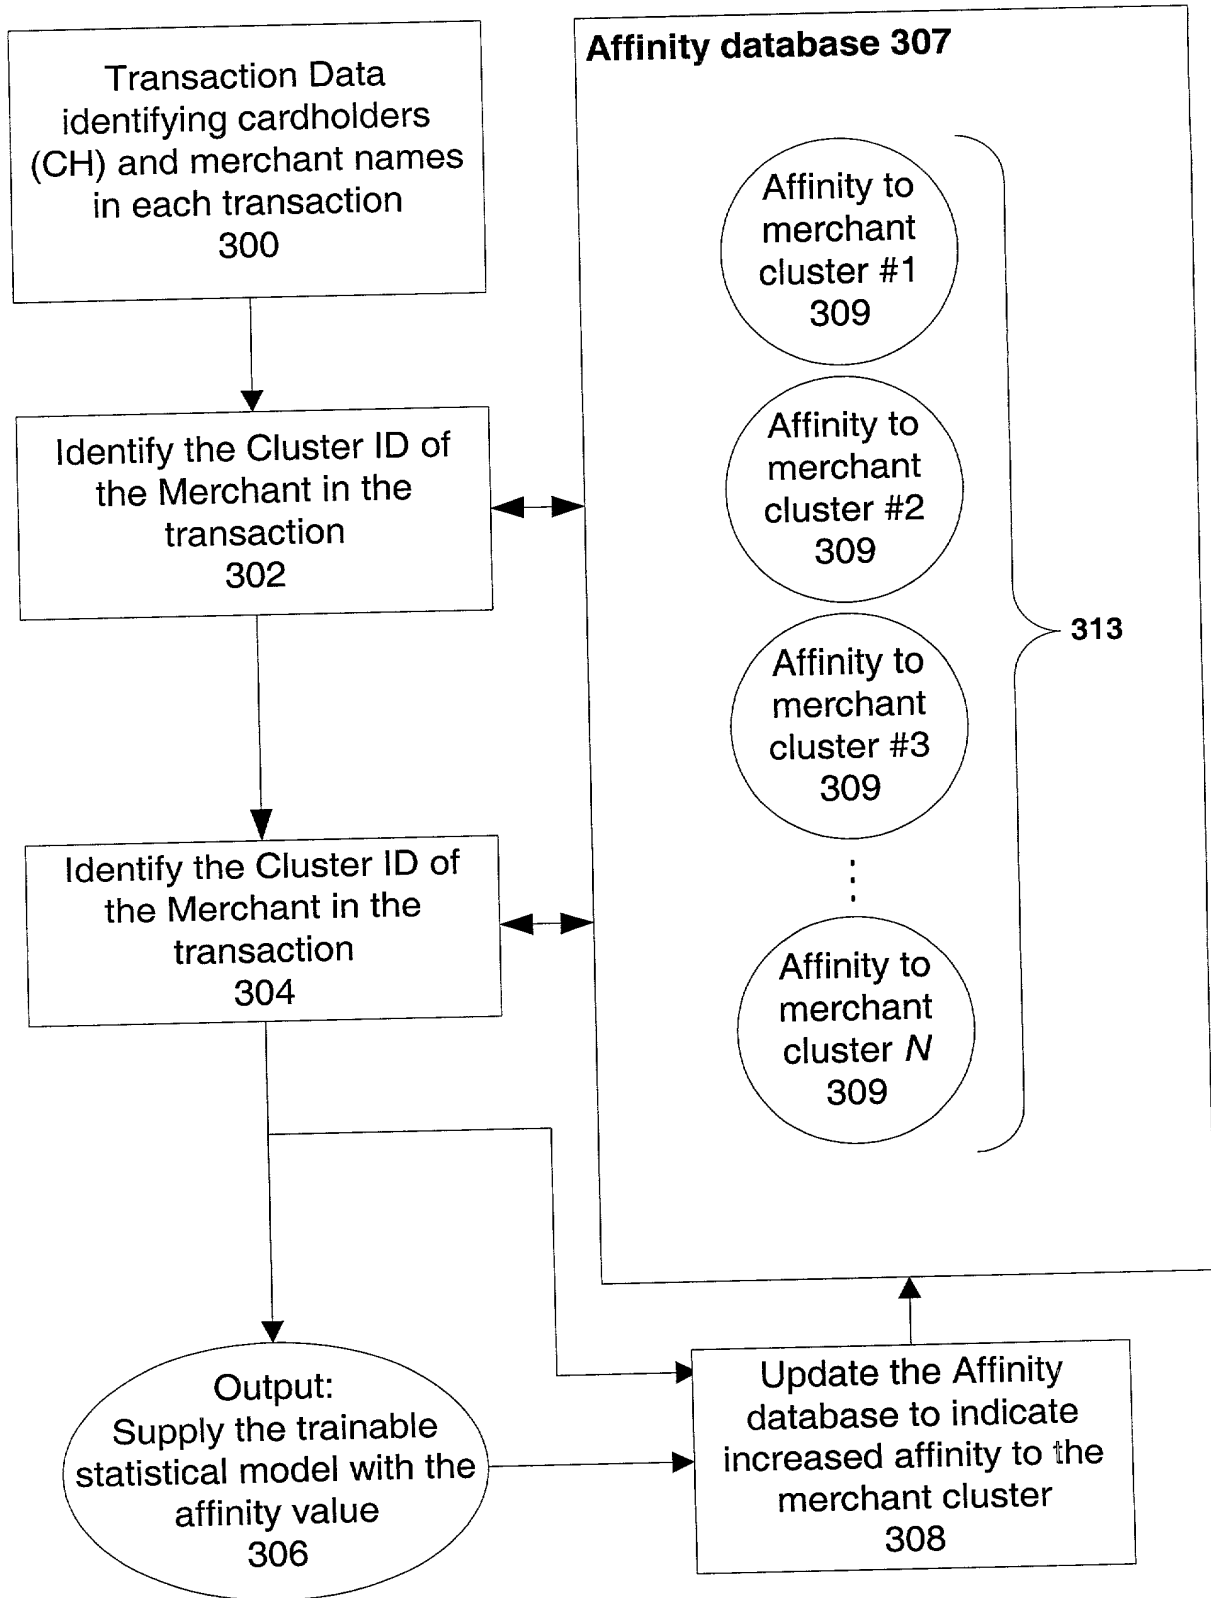 Transaction Data
identifying cardholders
(CH) and merchant names
in each transaction
300
Identify the Cluster ID of
the Merchant in the
transaction
302
Identify the Cluster ID of
the Merchant in the
transaction
304
Output:
Supply the trainable
statistical model with the
affinity value
306
Affinity database 307
Affinity to
merchant
cluster #1
309
Affinity to
merchant
cluster #2
309
Affinity to
merchant
cluster #3
309
Affinity to
merchant
cluster N
309
313
Update the Affinity
database to indicate
increased affinity to the
merchant cluster
308